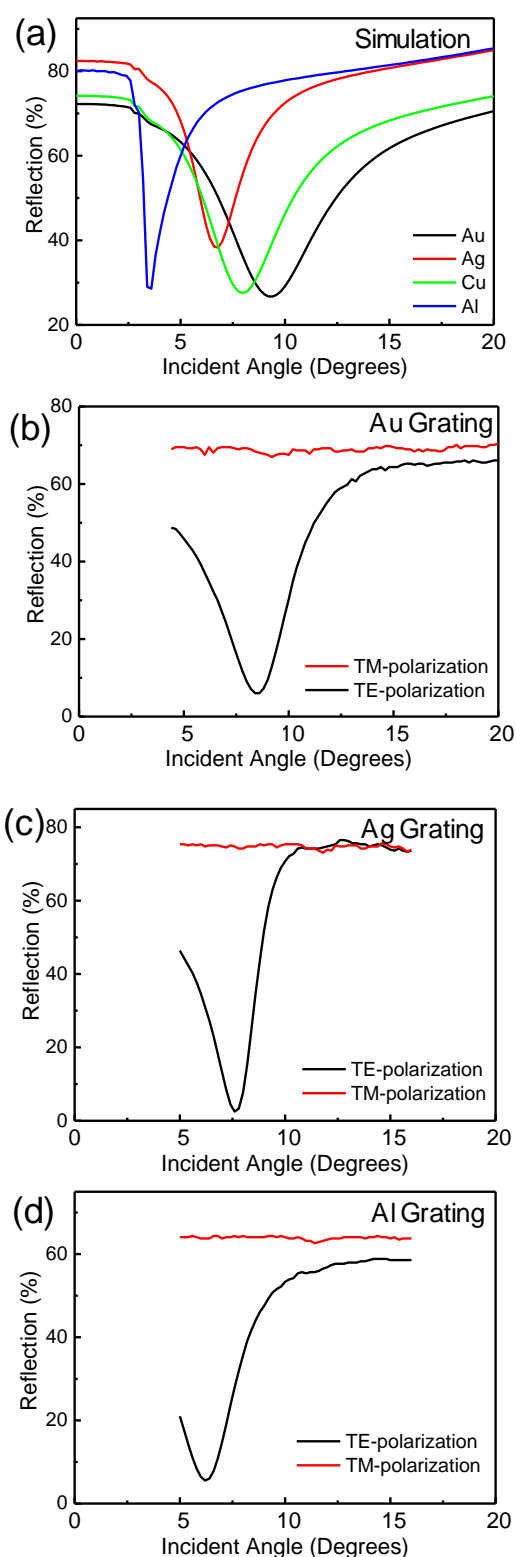 (a)
Simulation
80
60
40
20
Reflection (%)
Au
Ag
Cu
Al
0 5 10 15 20
Incident Angle (Degrees)
(b)
Au Grating
80
60
40
20
0
Reflection (%)
TM-polarization
TE-polarization
0 5 10 15 20
Incident Angle (Degrees)
(c)
Ag Grating
80
60
40
20
0
Reflection (%)
TE-polarization
TM-polarization
0 5 10 15 20
Incident Angle (Degrees)
(d)
Al Grating
60
40
20
0
Reflection (%)
TE-polarization
TM-polarization
0 5 10 15 20
Incident Angle (Degrees)